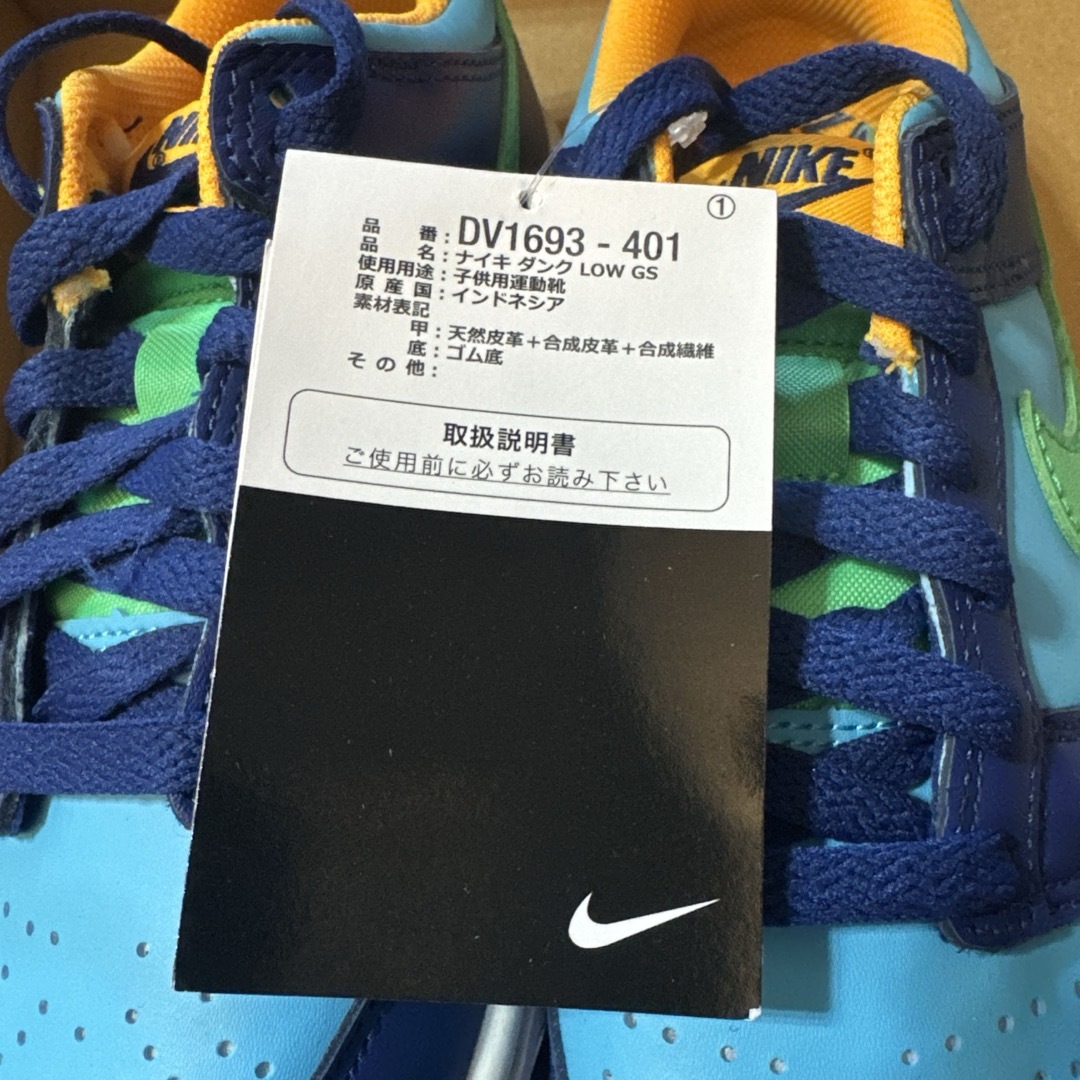 NIKE
①
品番：DV1693 - 401
品名：ナイキ ダンク LOW GS
使用用途：子供用運動靴
原産国：インドネシア
素材表記
甲：天然皮革＋合成皮革＋合成繊維
底：ゴム底
その他：
取扱説明書
ご使用前に必ずお読み下さい